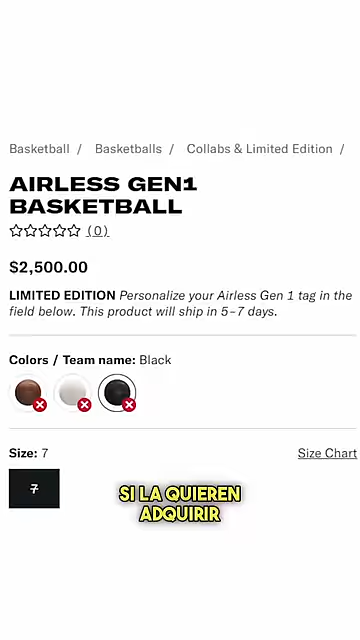 Basketball / Basketballs / Collabs & Limited Edition /
AIRLESS GEN1
BASKETBALL
(0)
$2,500.00
LIMITED EDITION Personalize your Airless Gen 1 tag in the
field below. This product will ship in 5-7 days.
Colors / Team name: Black
Size: 7 Size Chart
7
SI LA QUIEREN
ADQUIRIR